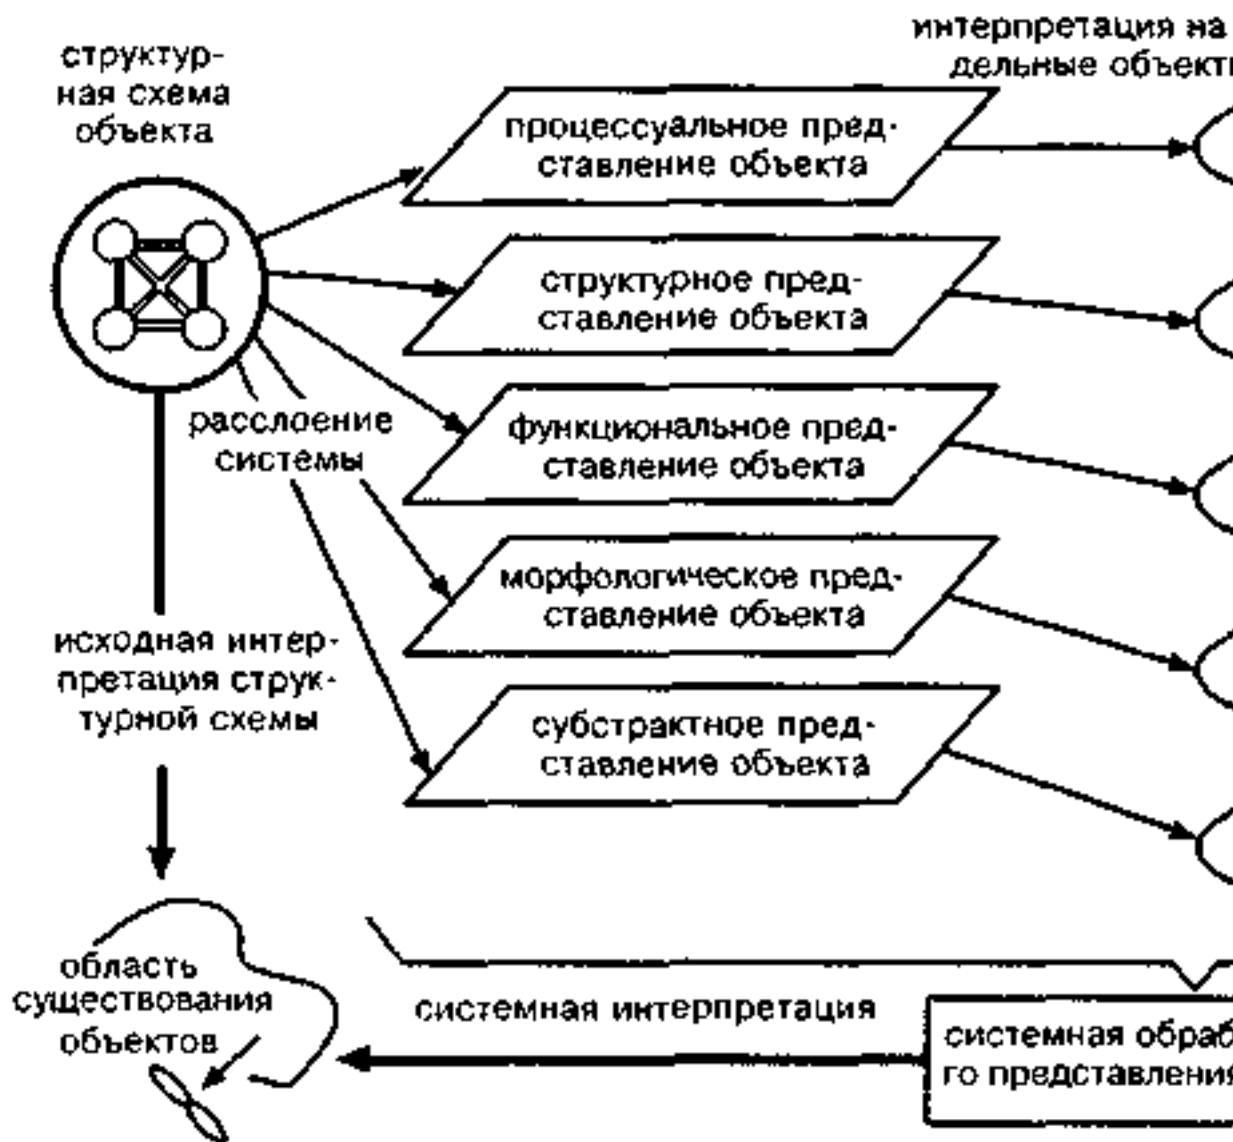 структур-
ная схема
объекта
интерпретация на
дельные объект
процессуальное пред-
ставление объекта
структурное пред-
ставление объекта
функциональное пред-
ставление объекта
расслоение
системы
морфологическое пред-
ставление объекта
исходная интер-
претация струк-
турной схемы
субстрактное пред-
ставление объекта
область
существования
объектов
системная интерпретация
системная обраб
го представления